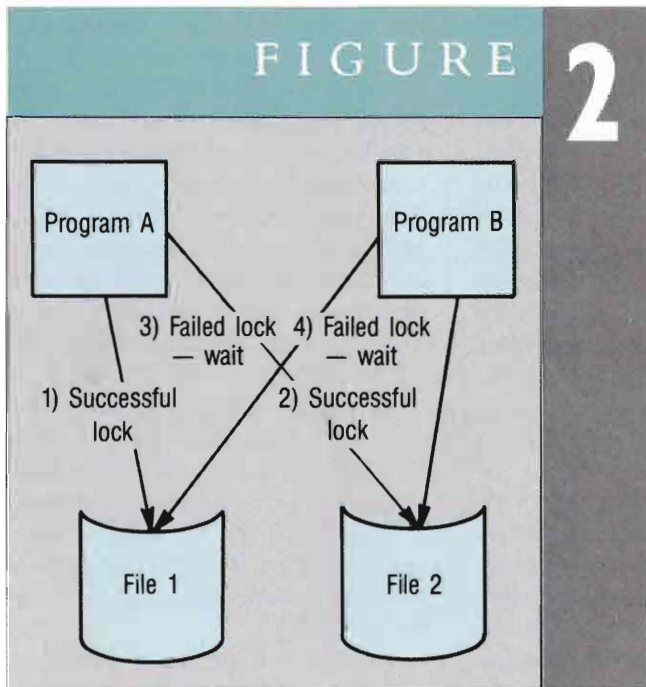 FIGURE 2
Program A
Program B
3) Failed lock
— wait
4) Failed lock
— wait
1) Successful
lock
2) Successful
lock
File 1
File 2